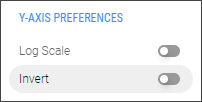 Y-AXIS PREFERENCES
Log Scale
Invert